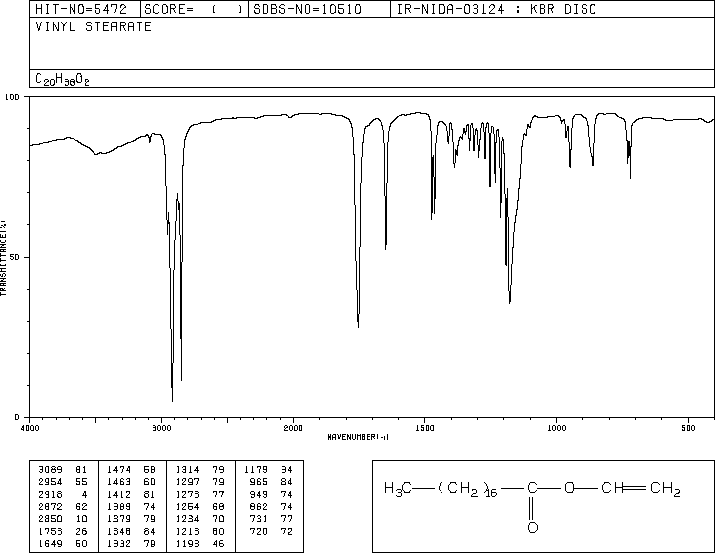 HIT-NO=5472 SCORE= ( ) SDBS-NO=10510 IR-NIDA-03124 : KBR DISC
VINYL STEARATE
C20H38O2
100
50
0
TRANSMITTANCE(%)
4000 3000 2000 1500 1000 500
WAVENUMBER(-1)
3089 81 1474 58 1314 79 1179 34
2954 55 1463 60 1297 79 965 84
2918 4 1412 81 1273 77 949 74
2872 62 1389 74 1254 68 862 74
2850 10 1379 79 1234 70 731 77
1753 26 1348 84 1213 80 720 72
1649 50 1332 79 1193 46
H3C—(CH2)16—C—O—CH═CH2
O